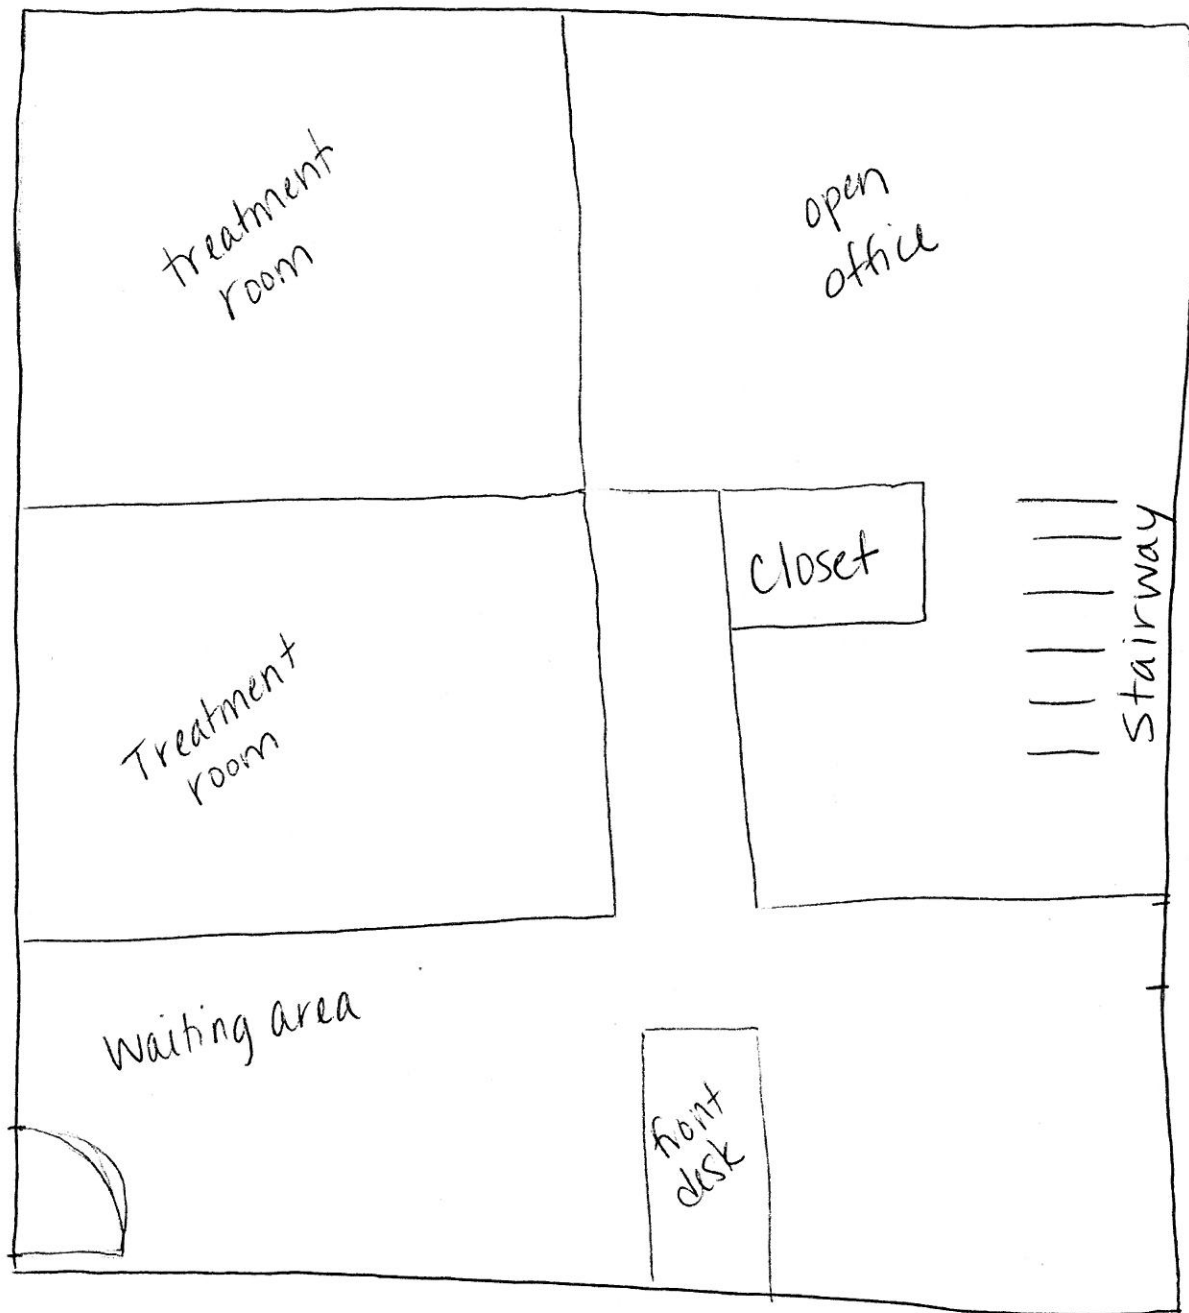 treatment
room
open
office
Closet
Stairway
Treatment
room
Waiting area
front
desk